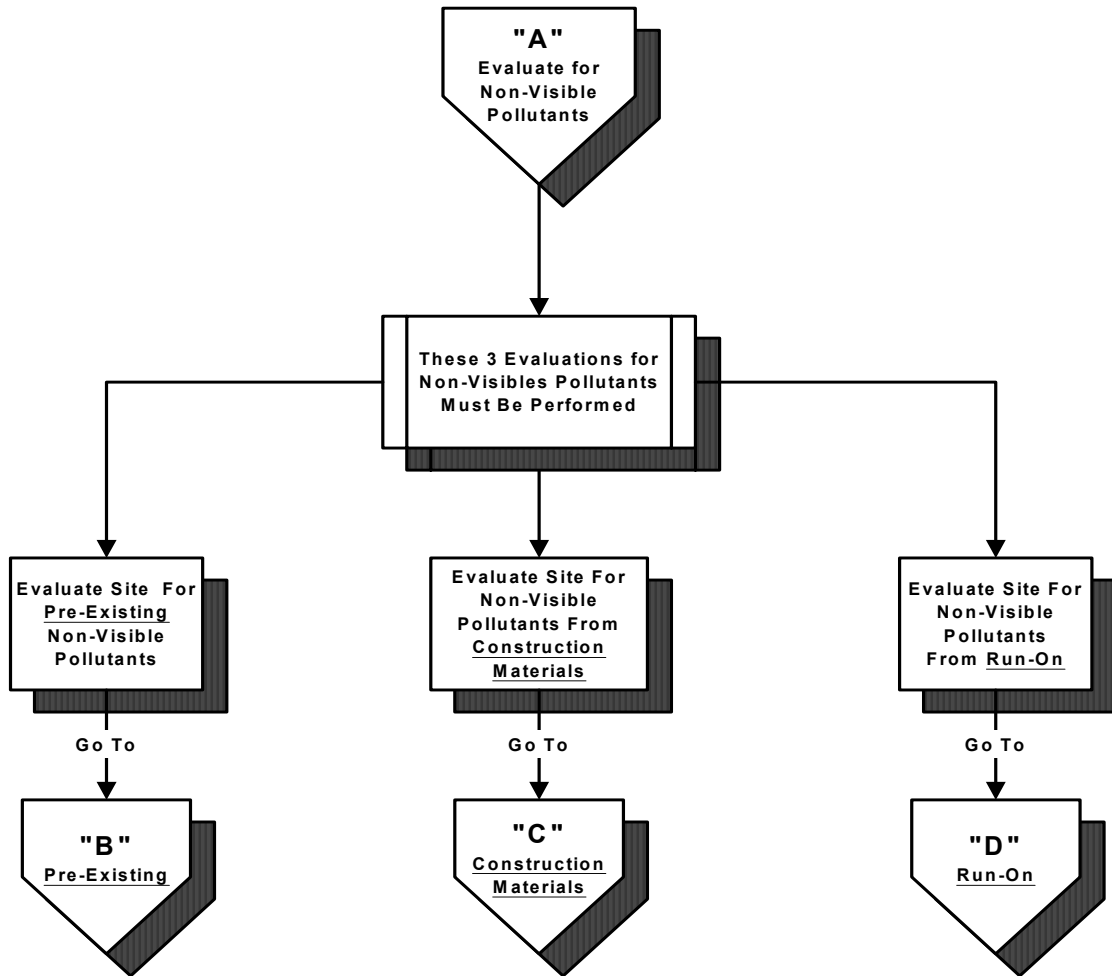 "A"
Evaluate for
Non-Visible
Pollutants
These 3 Evaluations for
Non-Visibles Pollutants
Must Be Performed
Evaluate Site For
Pre-Existing
Non-Visible
Pollutants
Evaluate Site For
Non-Visible
Pollutants From
Construction
Materials
Evaluate Site For
Non-Visible
Pollutants
From Run-On
Go To
Go To
Go To
"B"
Pre-Existing
"C"
Construction
Materials
"D"
Run-On